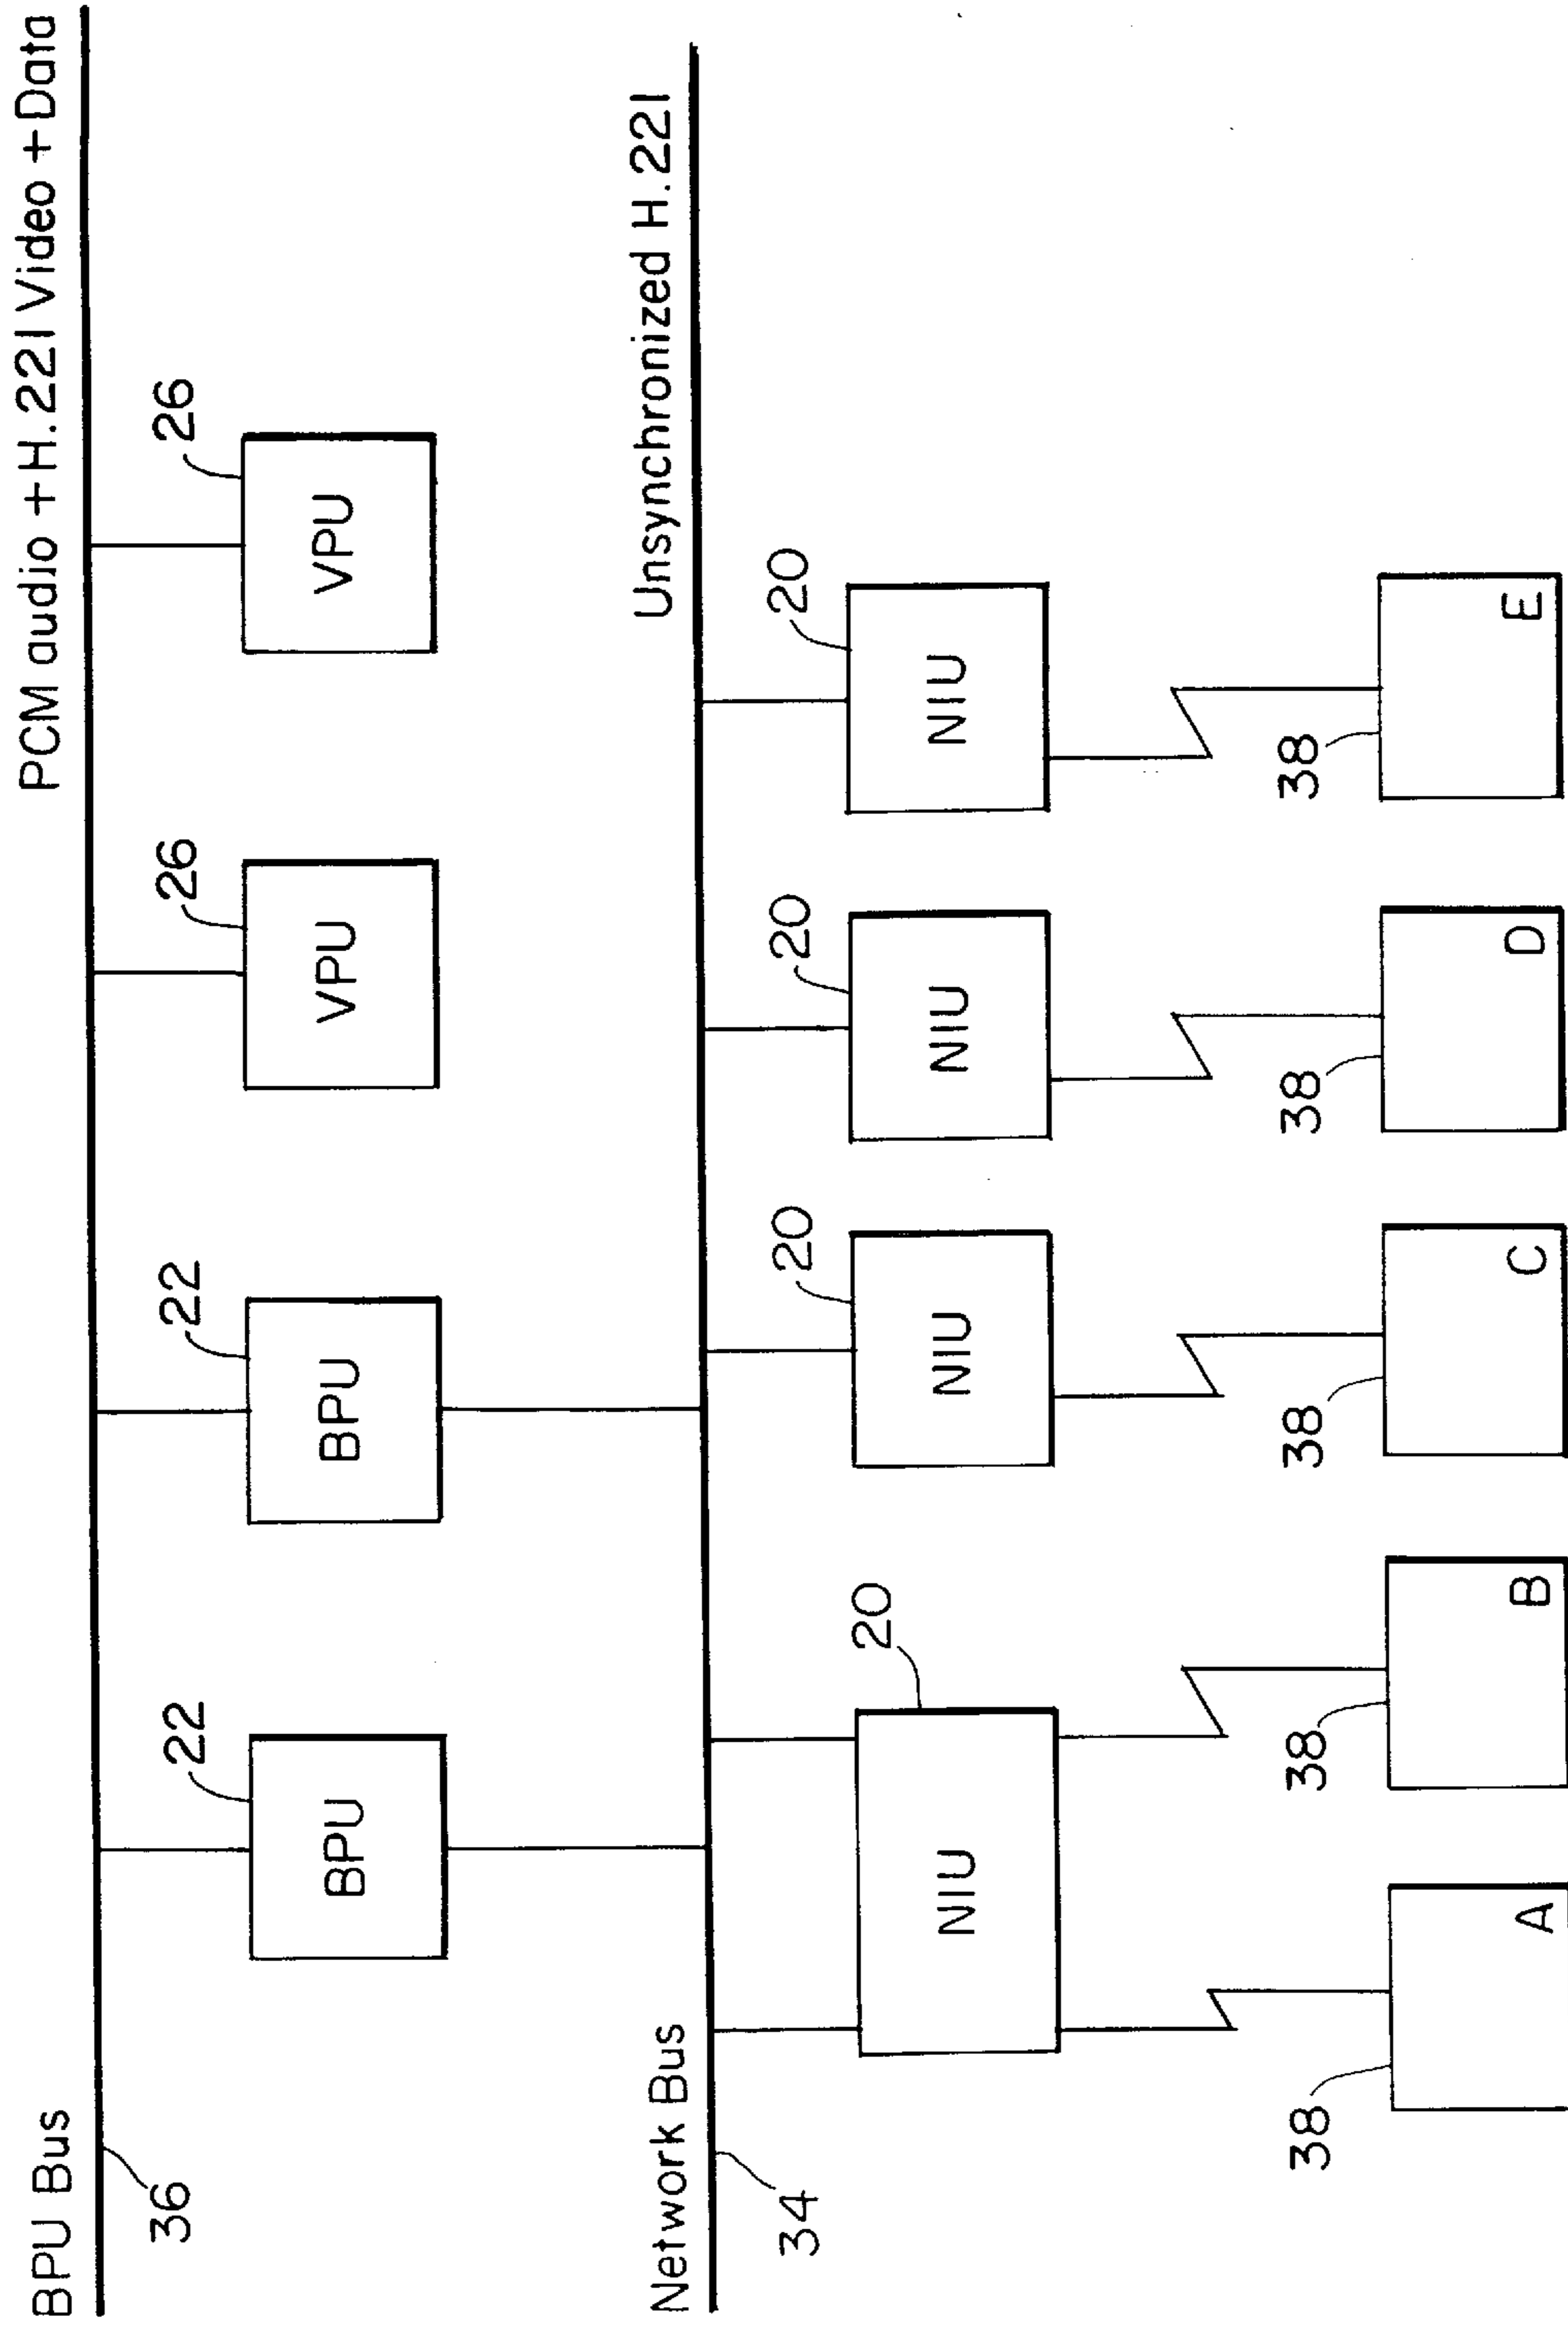 BPU Bus
PCM audio + H.221 Video + Data
36
22
22
26
26
BPU
BPU
VPU
VPU
Network Bus
Unsynchronized H.221
34
20
20
20
20
NIU
NIU
NIU
NIU
38
38
38
38
38
A
B
C
D
E